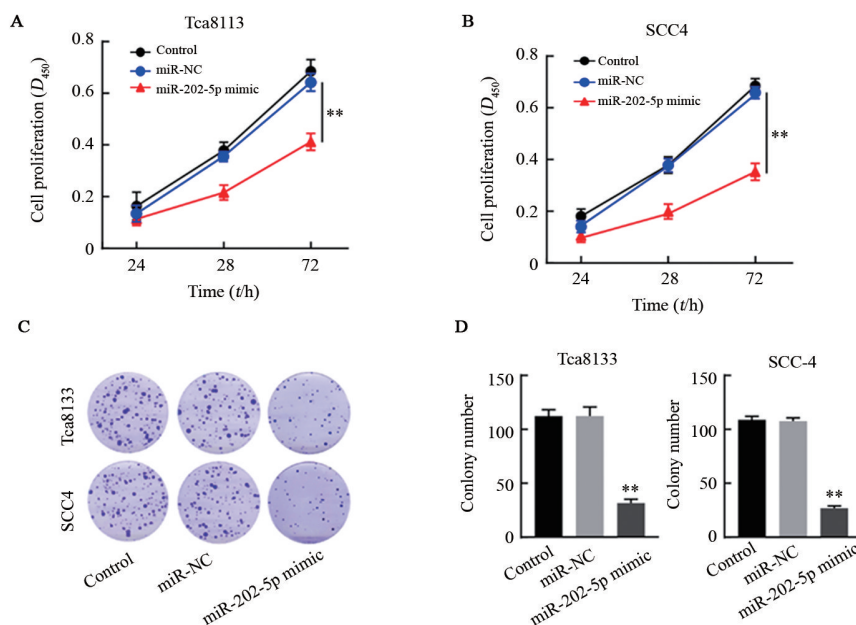 A
Tca8113
Cell proliferation (D450)
0.8
0.6
0.4
0.2
0
Control
miR-NC
miR-202-5p mimic
**
24
28
72
Time (t/h)
B
SCC4
Cell proliferation (D450)
0.8
0.6
0.4
0.2
0
Control
miR-NC
miR-202-5p mimic
**
24
28
72
Time (t/h)
C
Tca8133
SCC4
Control
miR-NC
miR-202-5p mimic
D
Tca8133
Conlony number
150
100
50
0
**
Control
miR-NC
miR-202-5p mimic
SCC-4
Colony number
150
100
50
0
**
Control
miR-NC
miR-202-5p mimic